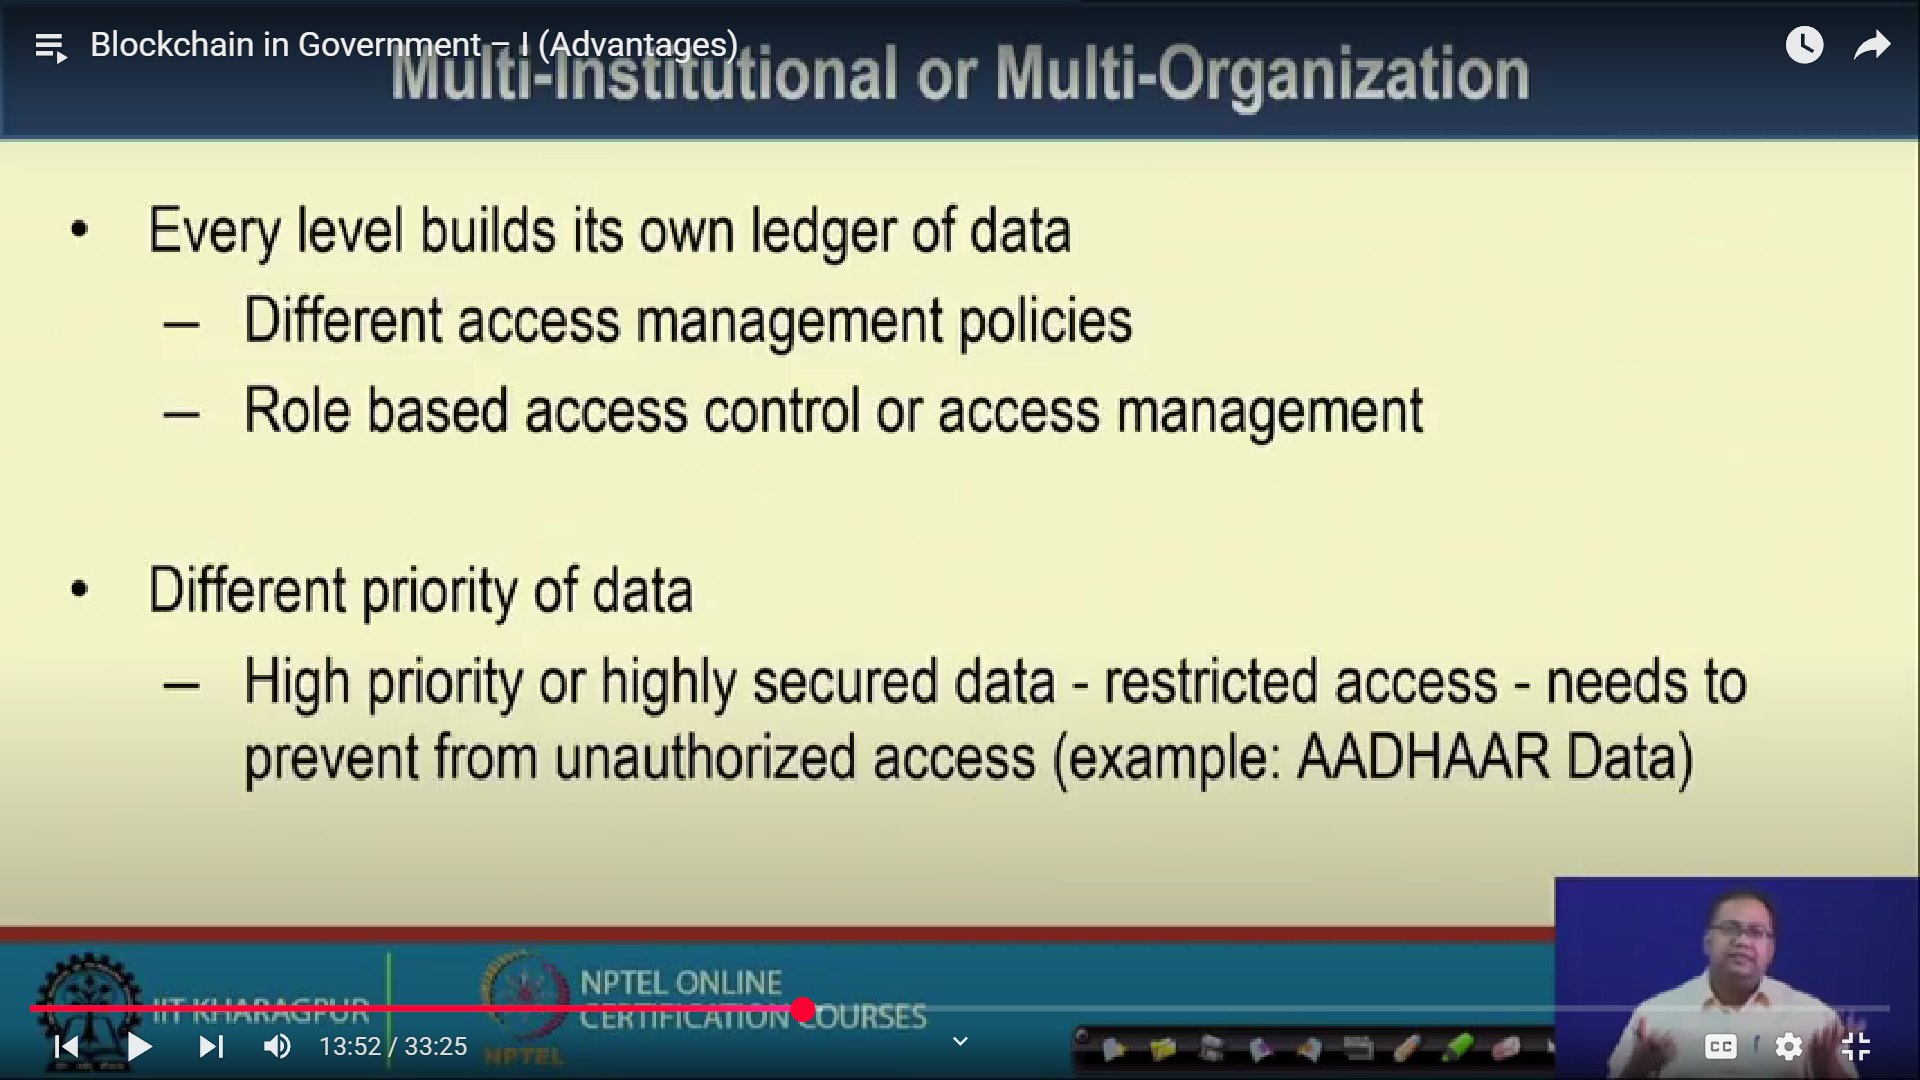 Blockchain in Government – I (Advantages)
Multi-Institutional or Multi-Organization
• Every level builds its own ledger of data
– Different access management policies
– Role based access control or access management
• Different priority of data
– High priority or highly secured data - restricted access - needs to
prevent from unauthorized access (example: AADHAAR Data)
IIT KHARAGPUR
NPTEL ONLINE
CERTIFICATION COURSES
NPTEL
13:52 / 33:25
CC